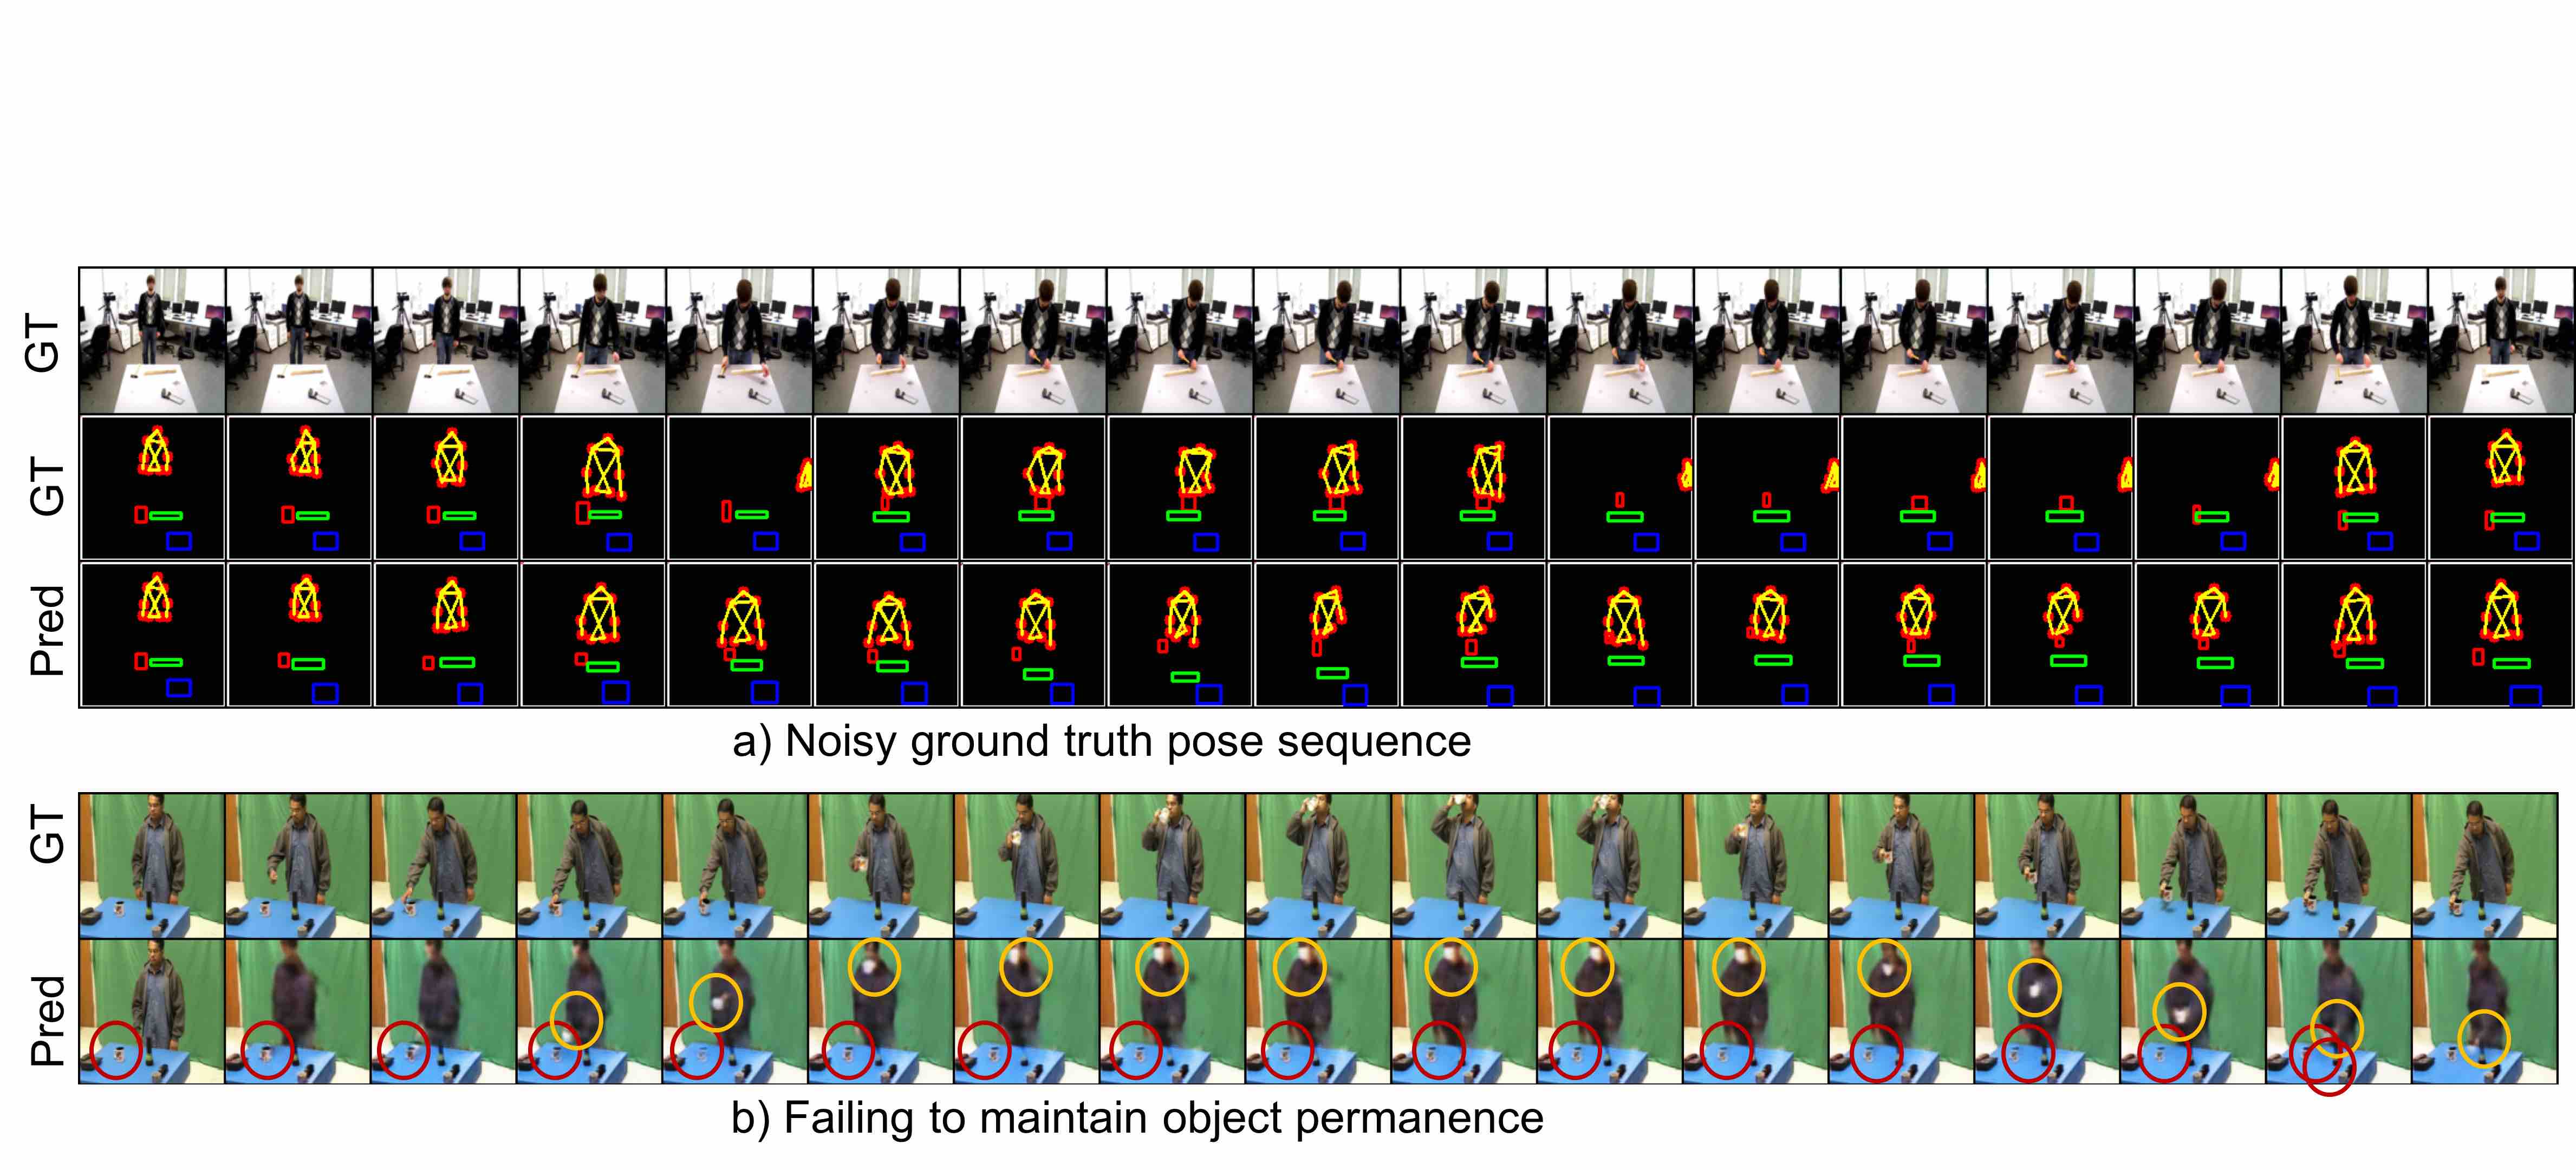 GT
GT
Pred
a) Noisy ground truth pose sequence
GT
Pred
b) Failing to maintain object permanence